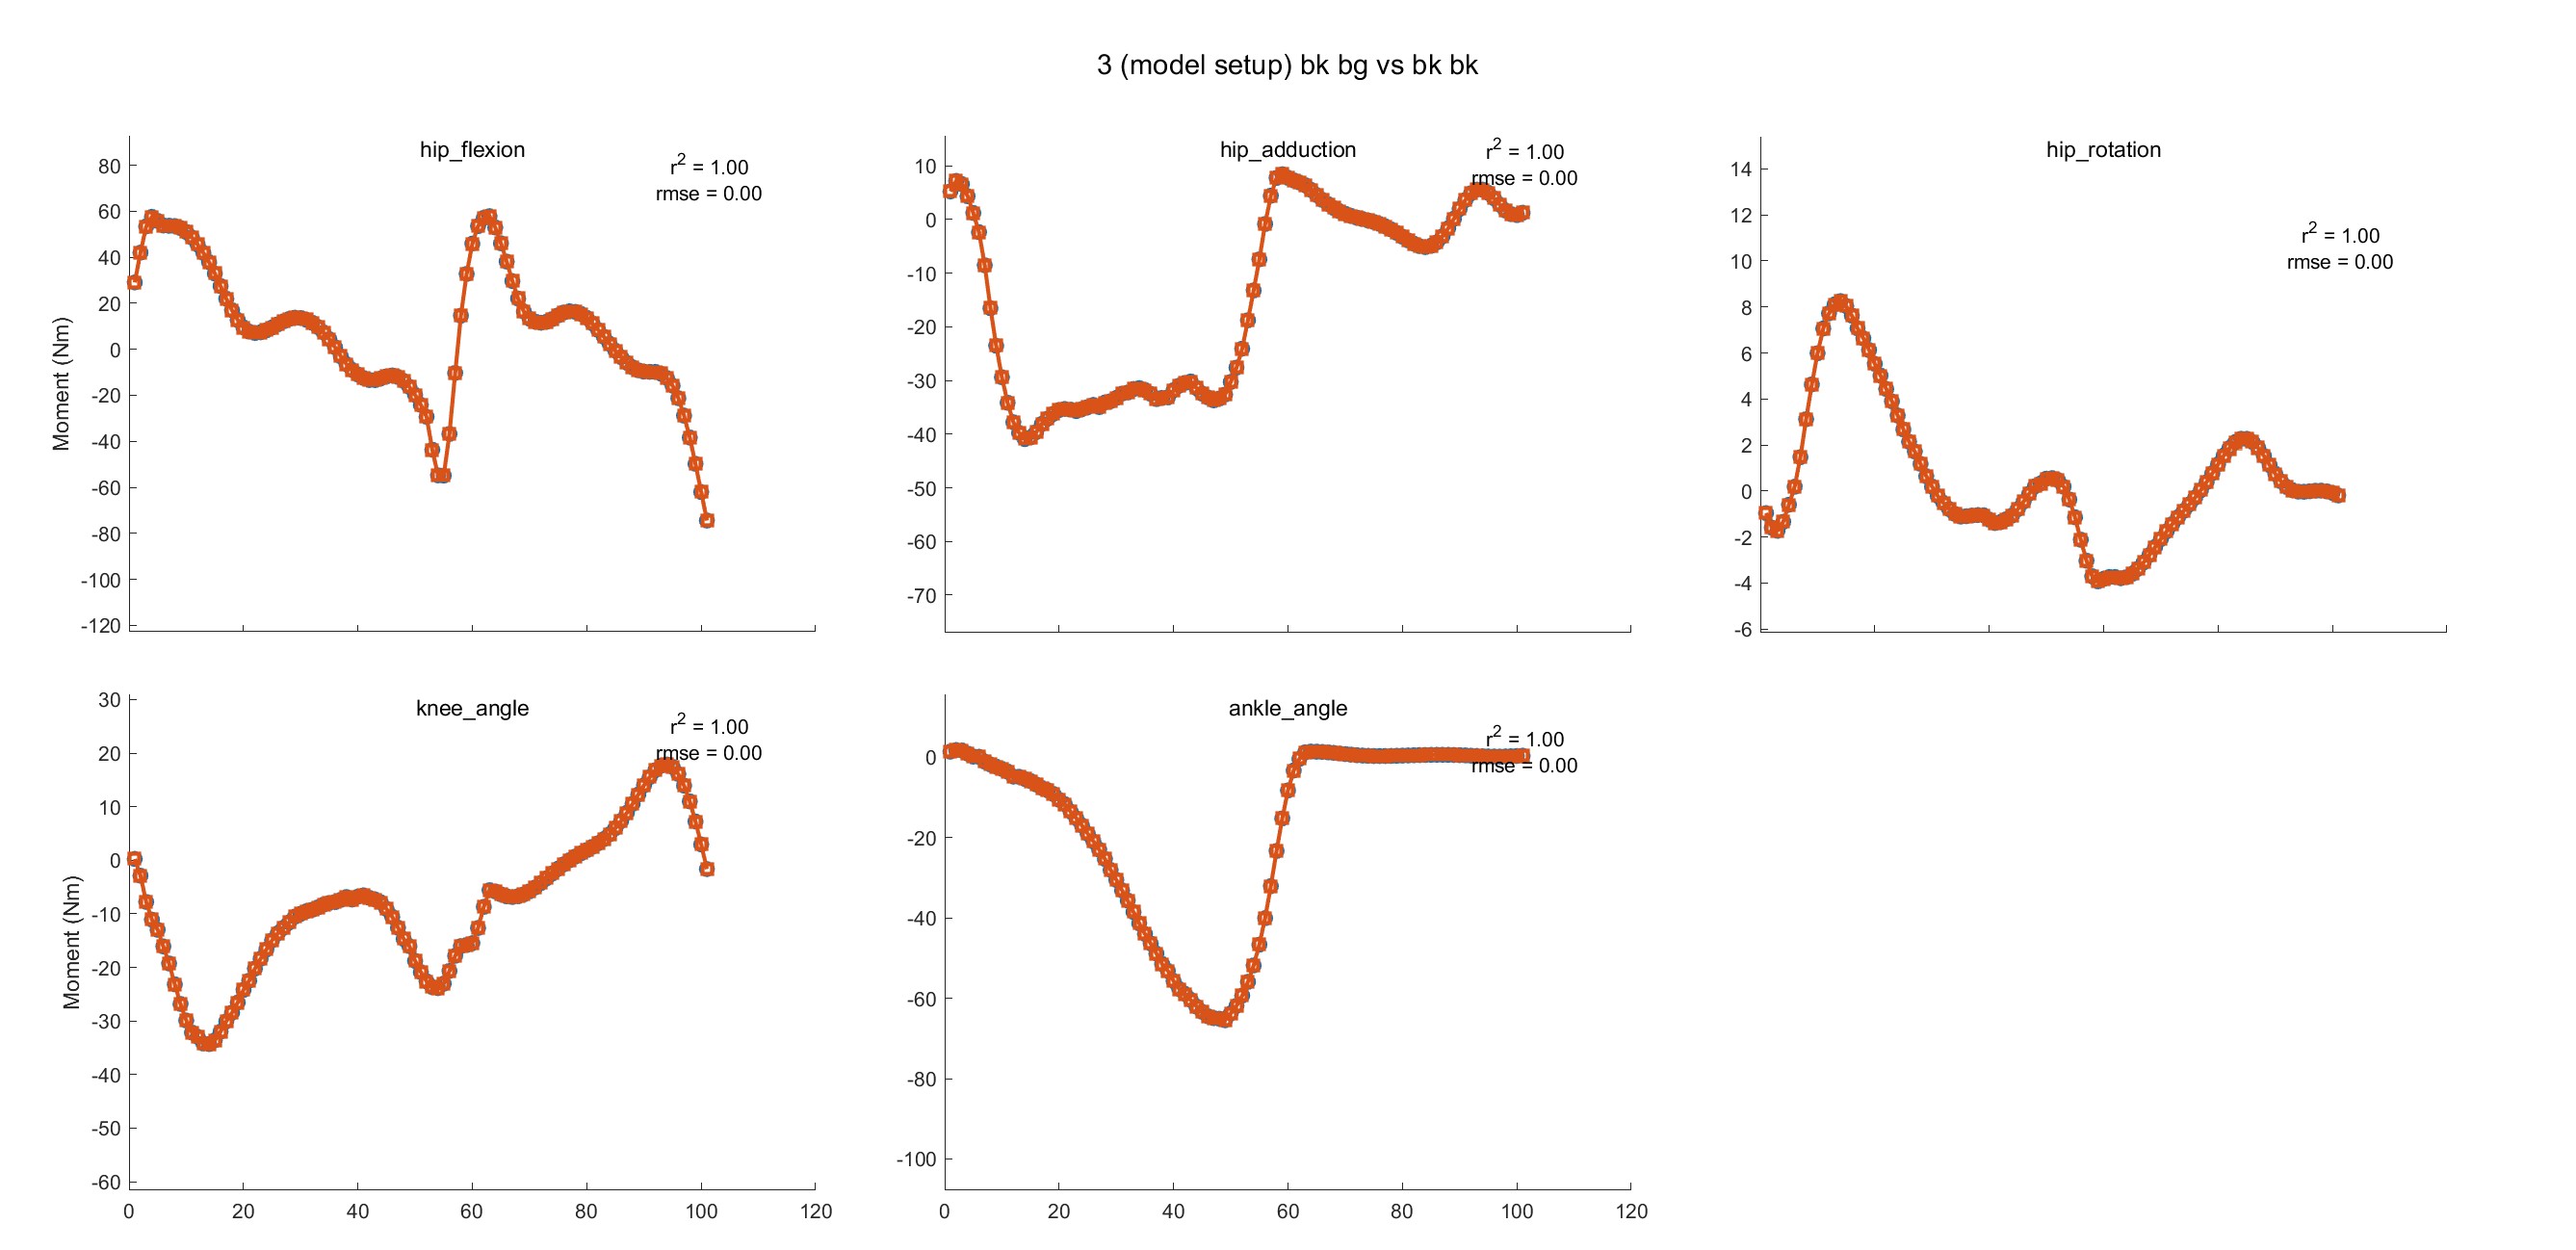 3 (model setup) bk bg vs bk bk
hip_flexion
r2 = 1.00
rmse = 0.00
Moment (Nm)
80
60
40
20
0
-20
-40
-60
-80
-100
-120
hip_adduction
r2 = 1.00
rmse = 0.00
10
0
-10
-20
-30
-40
-50
-60
-70
hip_rotation
r2 = 1.00
rmse = 0.00
14
12
10
8
6
4
2
0
-2
-4
-6
knee_angle
r2 = 1.00
rmse = 0.00
Moment (Nm)
30
20
10
0
-10
-20
-30
-40
-50
-60
0 20 40 60 80 100 120
ankle_angle
r2 = 1.00
rmse = 0.00
0
-20
-40
-60
-80
-100
0 20 40 60 80 100 120